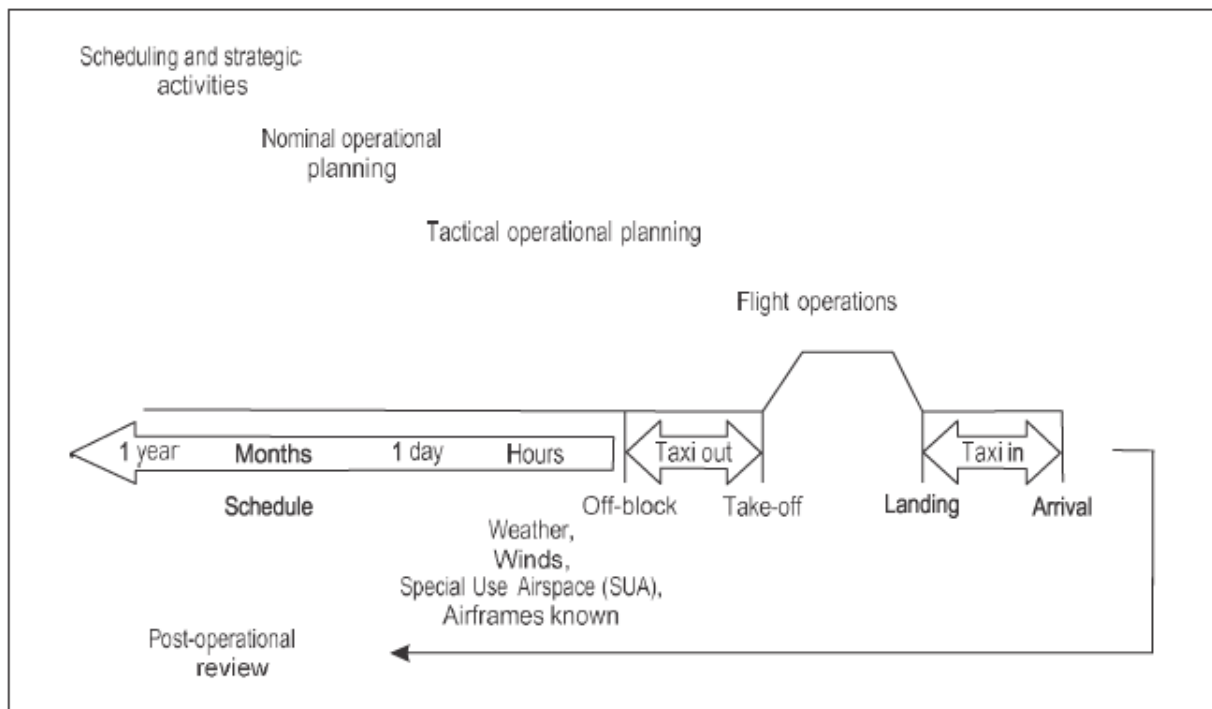 Scheduling and strategic
activities
Nominal operational
planning
Tactical operational planning
Flight operations
1 year Months 1 day Hours Taxi out Taxi in
Schedule Off-block Take-off Landing Arrival
Weather,
Winds,
Special Use Airspace (SUA),
Airframes known
Post-operational
review